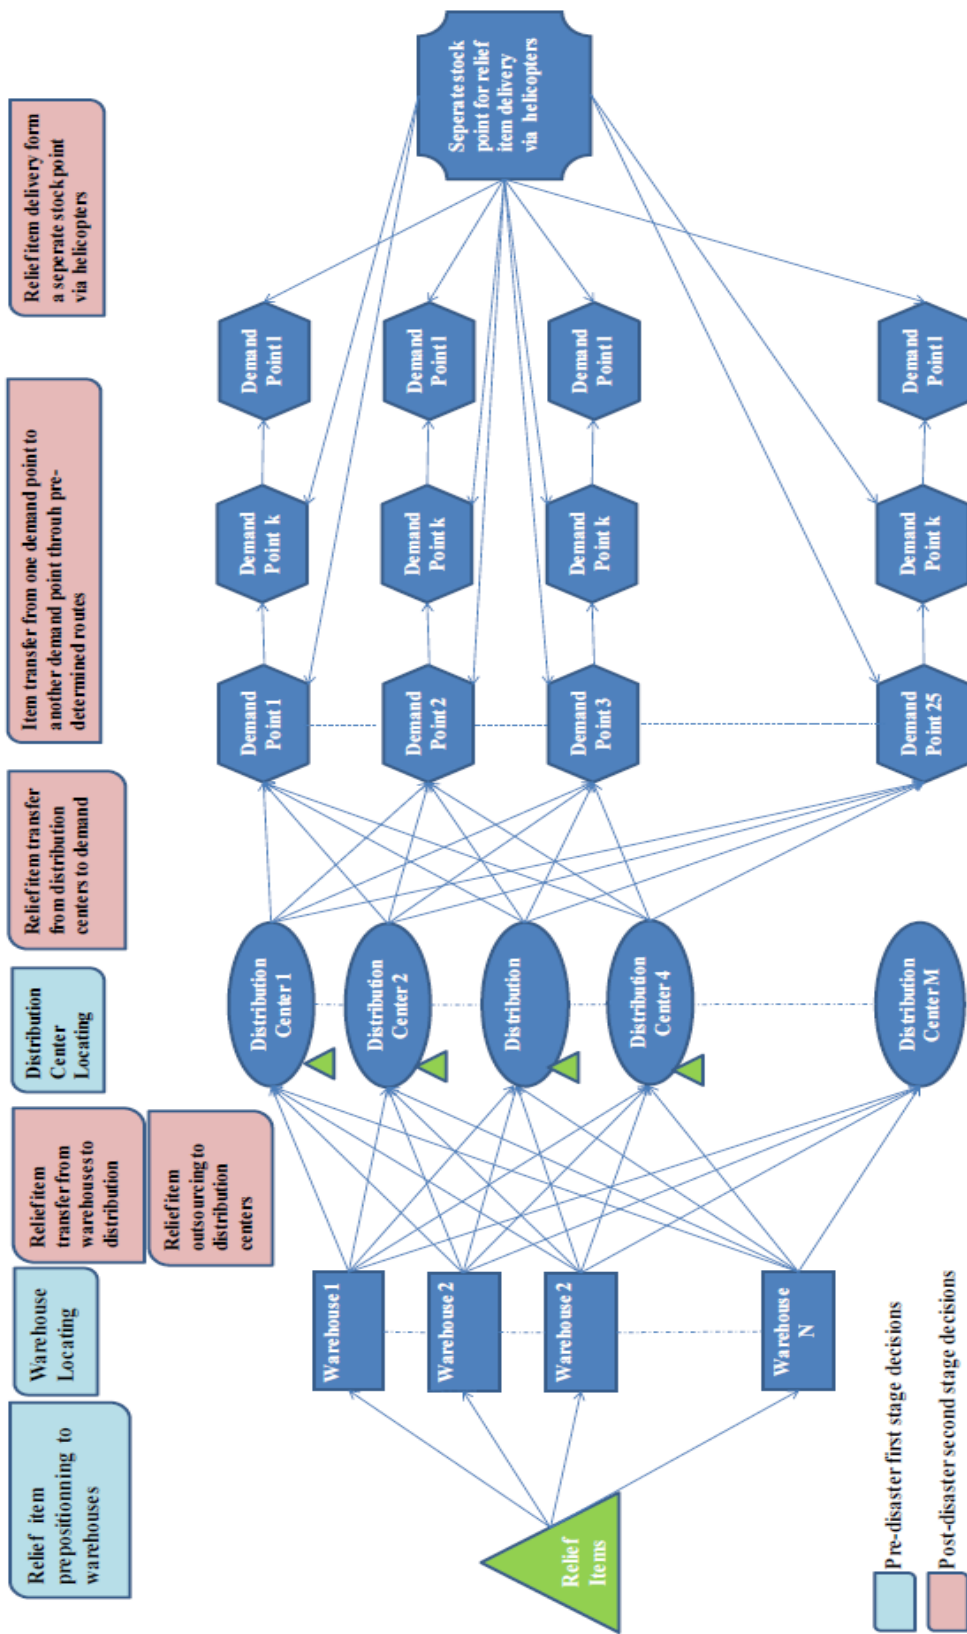 Relief item
prepositionning to
warehouses
Warehouse
Locating
Relief item
transfer from
warehouses to
distribution
Relief item
outsourcing to
distribution
centers
Distribution
Center
Locating
Relief item transfer
from distribution
centers to demand
Item transfer from one demand point to
another demand point throuh pre-
determined routes
Relief item delivery form
a seperate stock point
via helicopters
Relief
Items
Warehouse 1
Warehouse 2
Warehouse 2
Warehouse
N
Distribution
Center 1
Distribution
Center 2
Distribution
Distribution
Center 4
Distribution
Center M
Demand
Point 1
Demand
Point k
Demand
Point l
Demand
Point 2
Demand
Point k
Demand
Point l
Demand
Point 3
Demand
Point k
Demand
Point l
Demand
Point 25
Demand
Point k
Demand
Point l
Seperate stock
point for relief
item delivery
via helicopters
Pre-disaster first stage decisions
Post-disaster second stage decisions